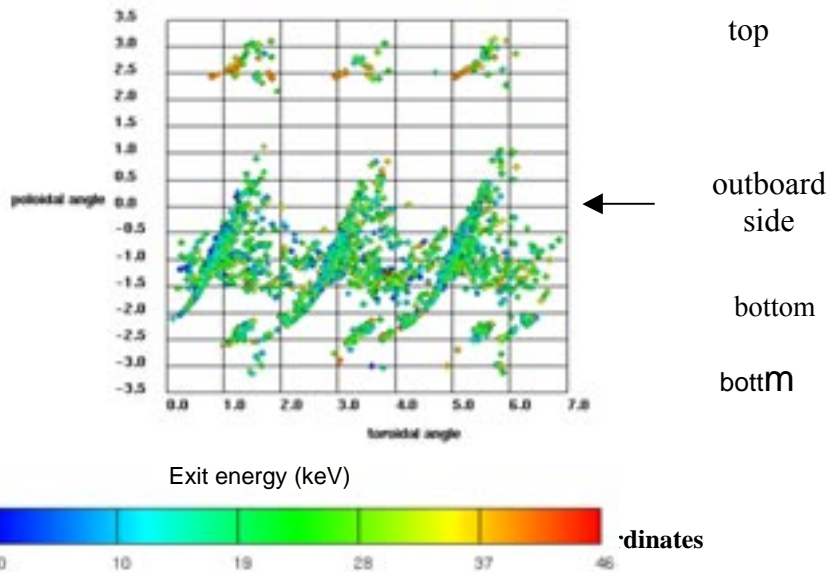 3.5
3.0
2.5
2.0
1.5
1.0
0.5
poloidal angle 0.0
-0.5
-1.0
-1.5
-2.0
-2.5
-3.0
-3.5
0.0 1.0 2.0 3.0 4.0 5.0 6.0 7.0
toroidal angle
top
outboard
side
bottom
bottm
Exit energy (keV)
rdinates
0 10 19 28 37 46